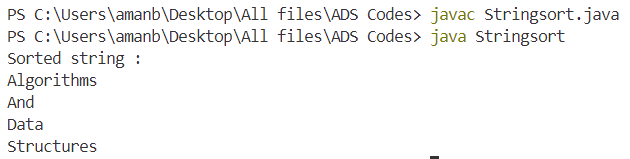 PS C:\Users\amanb\Desktop\All files\ADS Codes> javac Stringsort.java
PS C:\Users\amanb\Desktop\All files\ADS Codes> java Stringsort
Sorted string :
Algorithms
And
Data
Structures